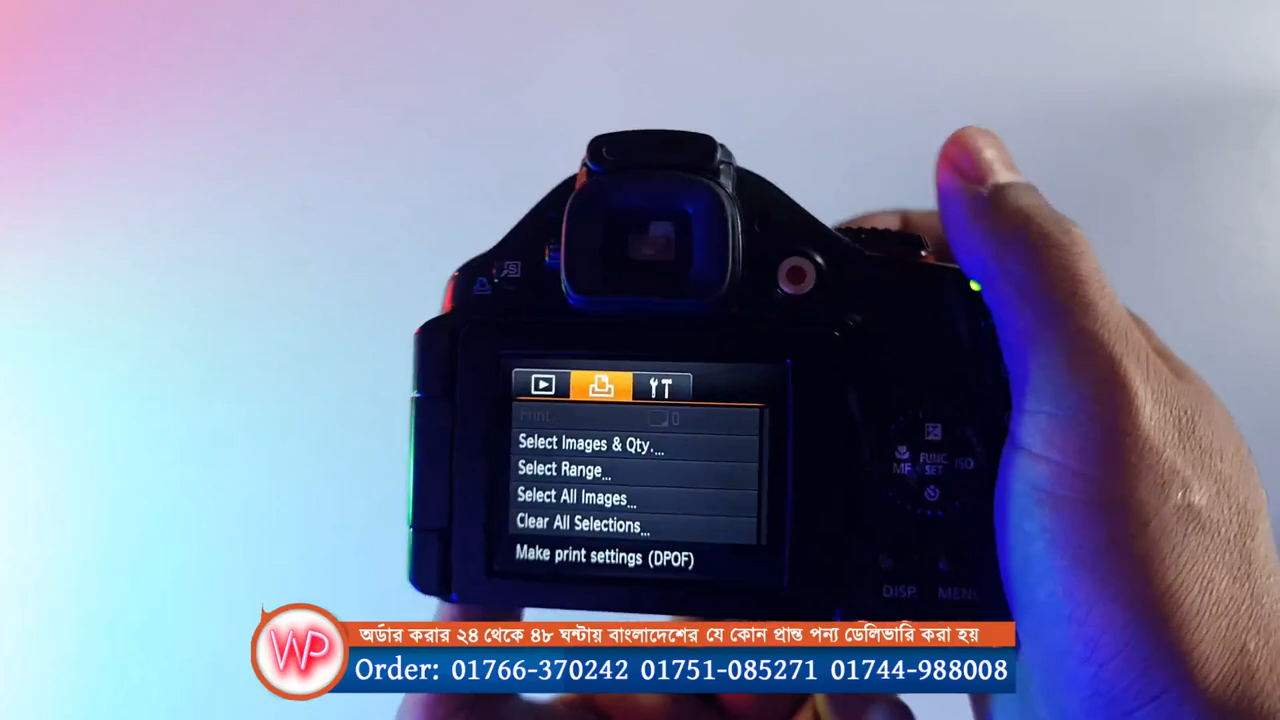 S
Print 0
Select Images & Qty....
Select Range...
Select All Images...
Clear All Selections...
Make print settings (DPOF)
MF FUNC. SET ISO
DISP. MENU
WP
অর্ডার করার ২৪ থেকে ৪৮ ঘন্টায় বাংলাদেশের যে কোন প্রান্ত পন্য ডেলিভারি করা হয়
Order: 01766-370242 01751-085271 01744-988008